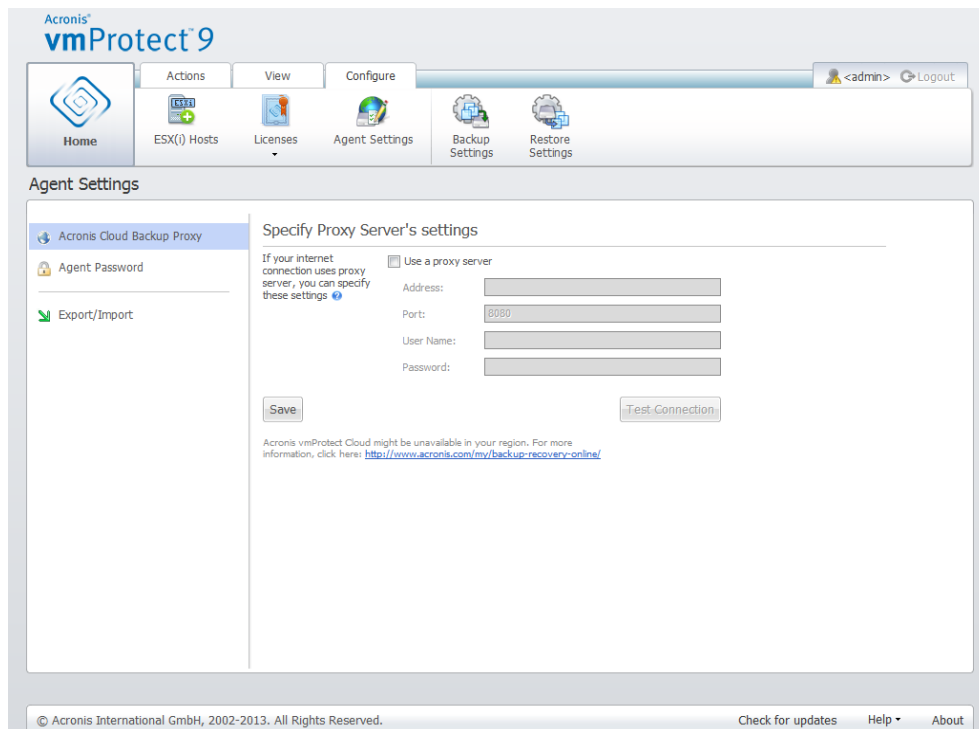 Acronis®
vmProtect™9
Actions
View
Configure
<admin>
Logout
Home
ESX(i) Hosts
Licenses
Agent Settings
Backup
Settings
Restore
Settings
Agent Settings
Acronis Cloud Backup Proxy
Agent Password
Export/Import
Specify Proxy Server's settings
If your internet
connection uses proxy
server, you can specify
these settings
Use a proxy server
Address:
Port:
8080
User Name:
Password:
Save
Test Connection
Acronis vmProtect Cloud might be unavailable in your region. For more
information, click here: http://www.acronis.com/my/backup-recovery-online/
© Acronis International GmbH, 2002-2013. All Rights Reserved.
Check for updates
Help
About